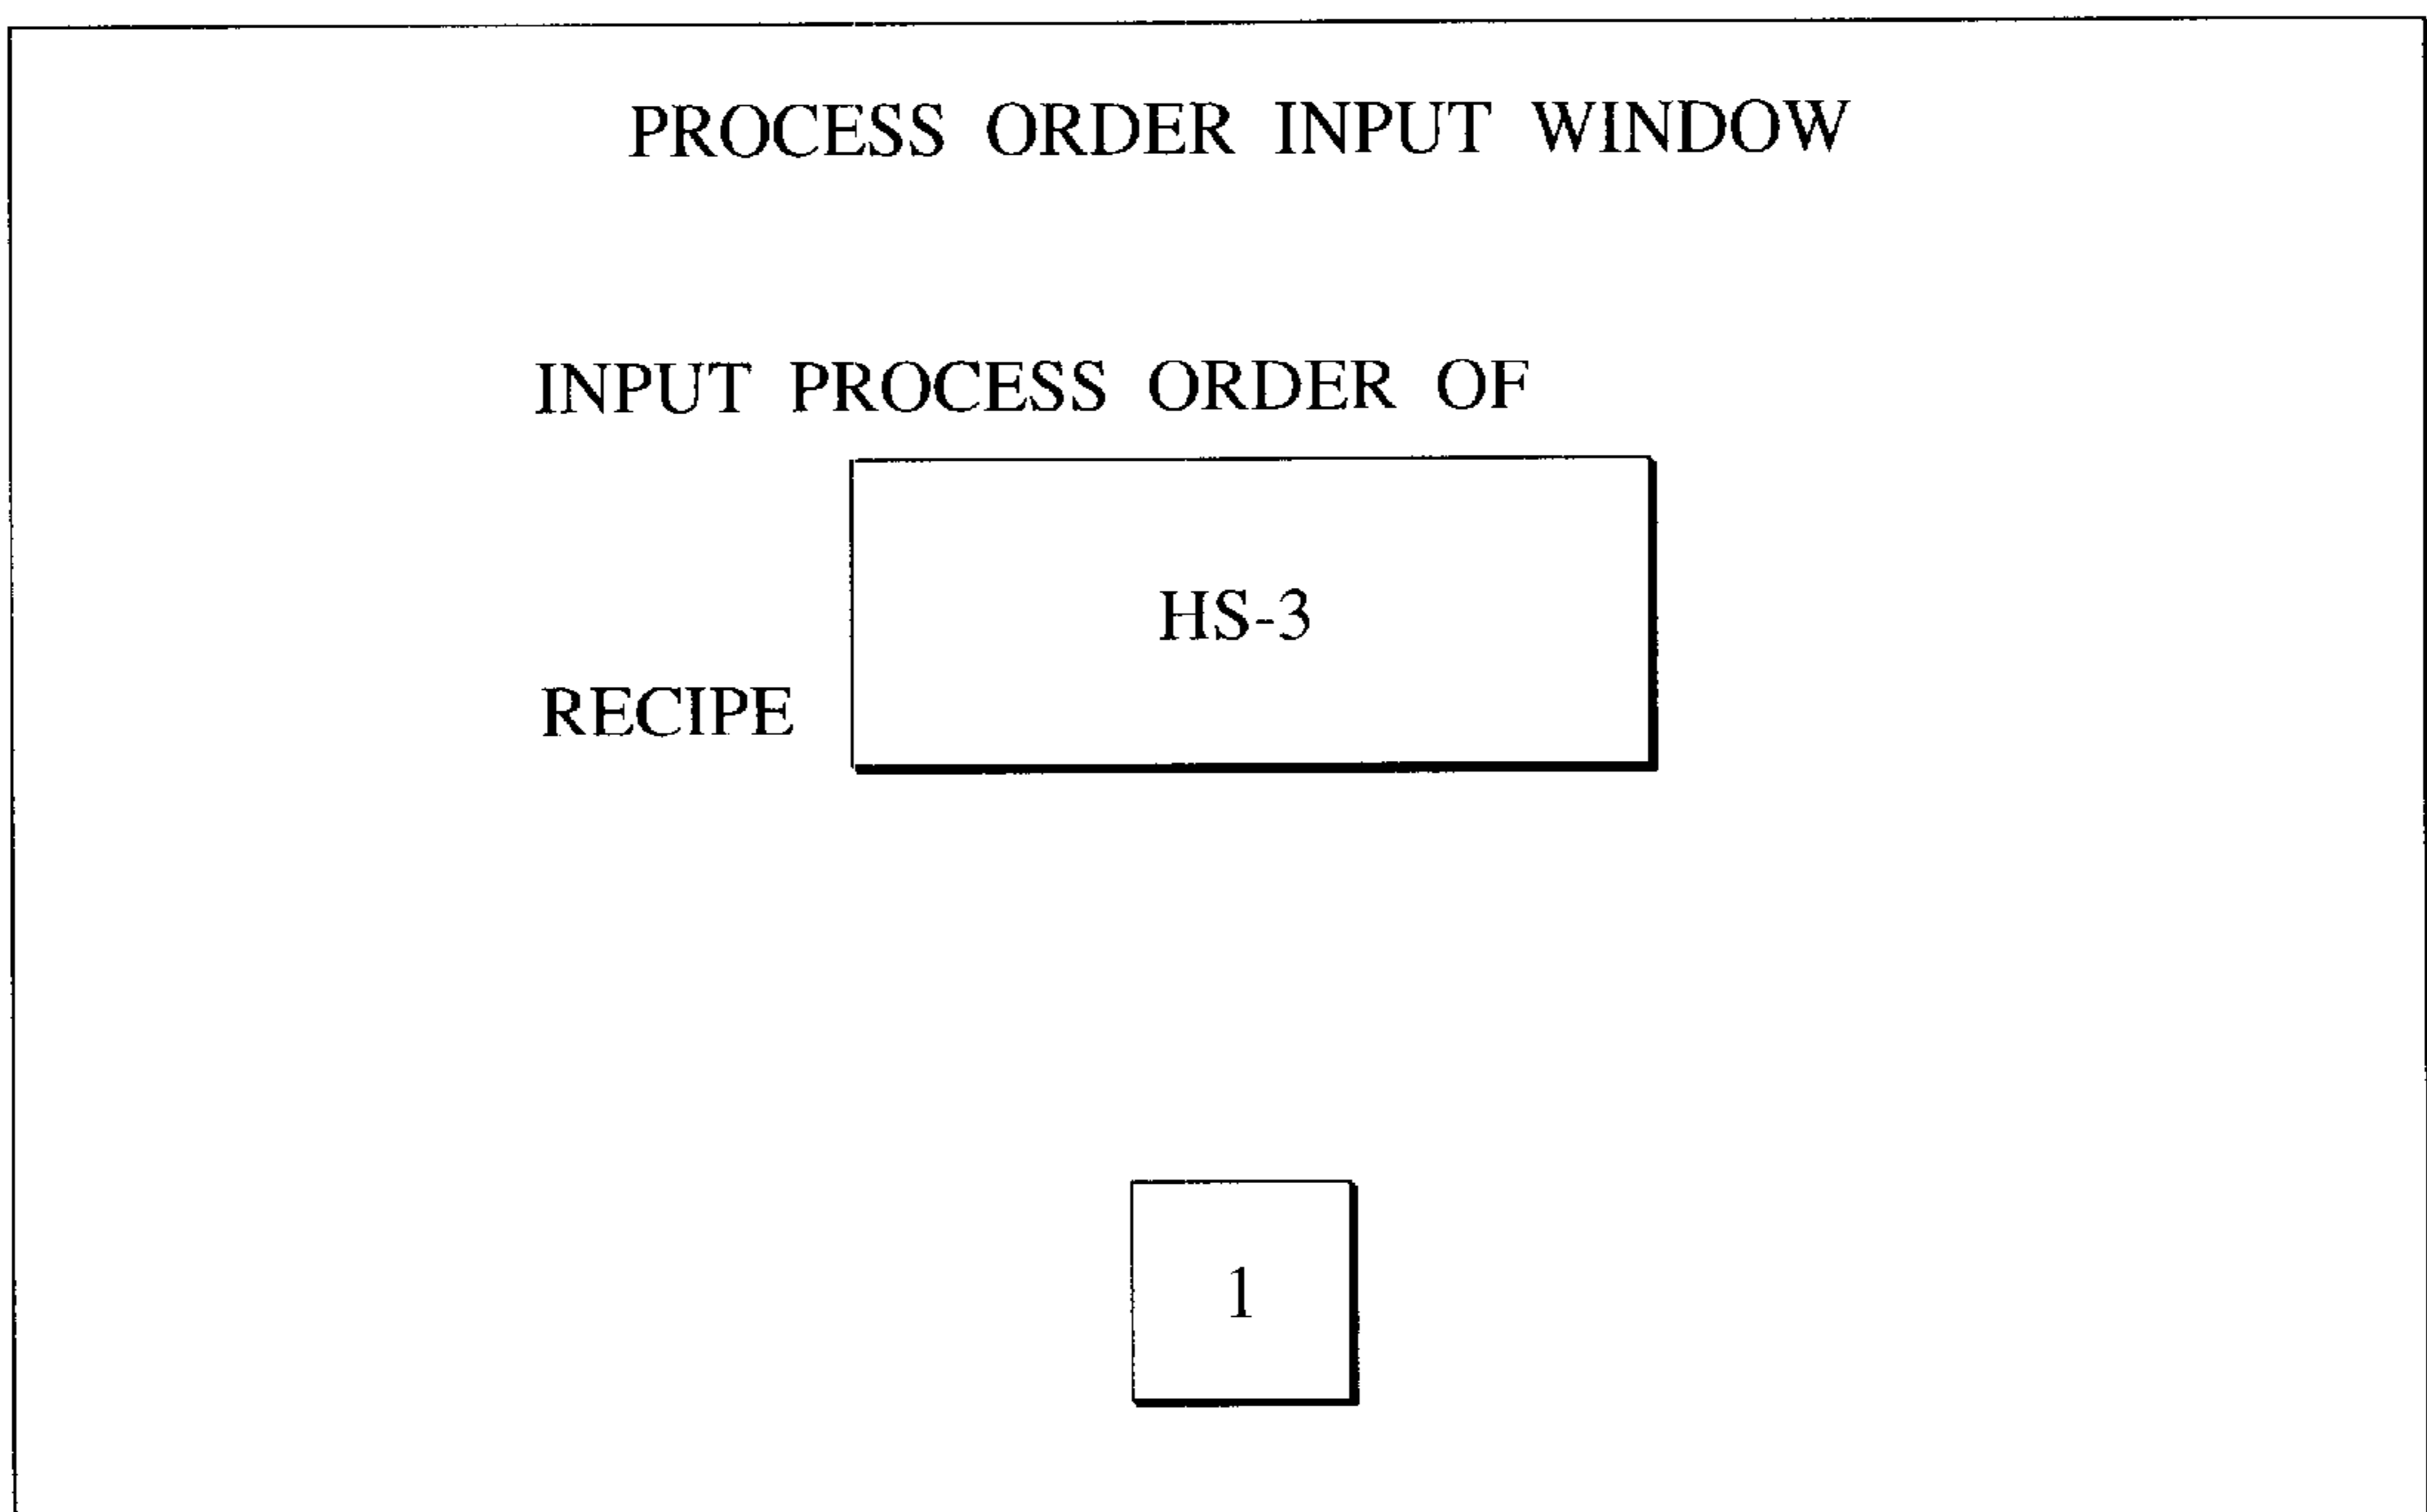 PROCESS ORDER INPUT WINDOW
INPUT PROCESS ORDER OF
HS-3
RECIPE
1